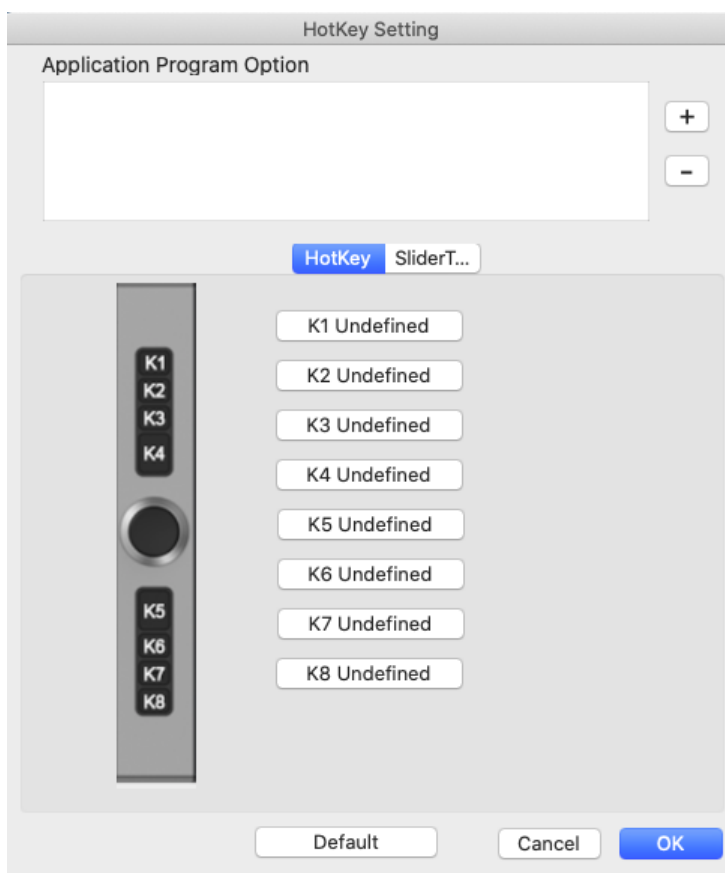 HotKey Setting
Application Program Option
+
-
HotKey SliderT...
K1 Undefined
K2 Undefined
K3 Undefined
K4 Undefined
K5 Undefined
K6 Undefined
K7 Undefined
K8 Undefined
K1
K2
K3
K4
K5
K6
K7
K8
Default Cancel OK